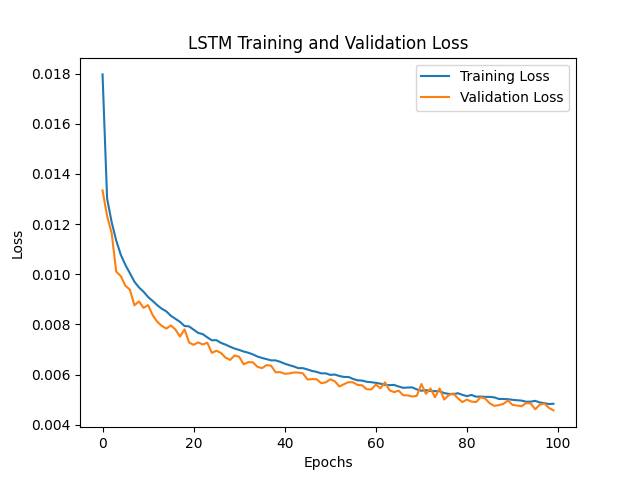 LSTM Training and Validation Loss
Training Loss
Validation Loss
0.018
0.016
0.014
0.012
0.010
0.008
0.006
0.004
Loss
0 20 40 60 80 100
Epochs